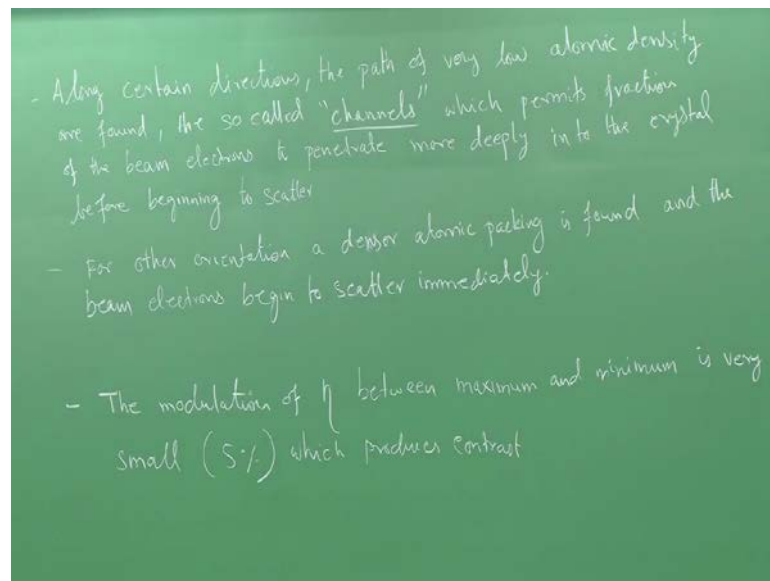 - Along certain directions, the path of very low atomic density
are found, the so called "channels" which permits fraction
of the beam electrons to penetrate more deeply in to the crystal
before beginning to scatter
- For other orientation a densor atomic packing is found and the
beam electrons begin to scatter immediately.
- The modulation of η between maximum and minimum is very
small (5%) which produces contrast